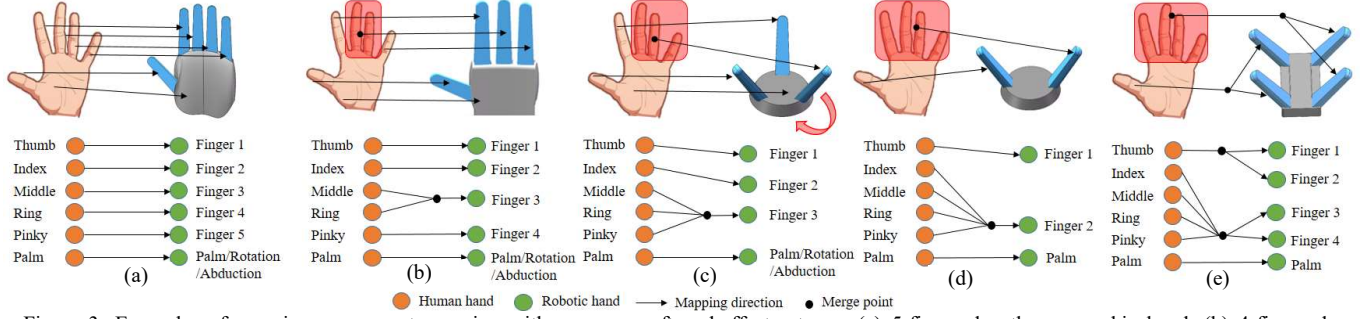 Thumb Finger 1
Index Finger 2
Middle Finger 3
Ring Finger 4
Pinky Finger 5
Palm Palm/Rotation
/Abduction
(a)
Thumb Finger 1
Index Finger 2
Middle
Finger 3
Ring
Pinky Finger 4
Palm Palm/Rotation
/Abduction
(b)
Thumb
Finger 1
Index
Finger 2
Middle
Ring Finger 3
Pinky
Palm Palm/Rotation
/Abduction
(c)
Thumb Finger 1
Index
Middle
Ring
Finger 2
Pinky
Palm Palm
(d)
Thumb Finger 1
Index
Finger 2
Middle
Ring Finger 3
Pinky Finger 4
Palm Palm
(e)
Human hand Robotic hand Mapping direction Merge point